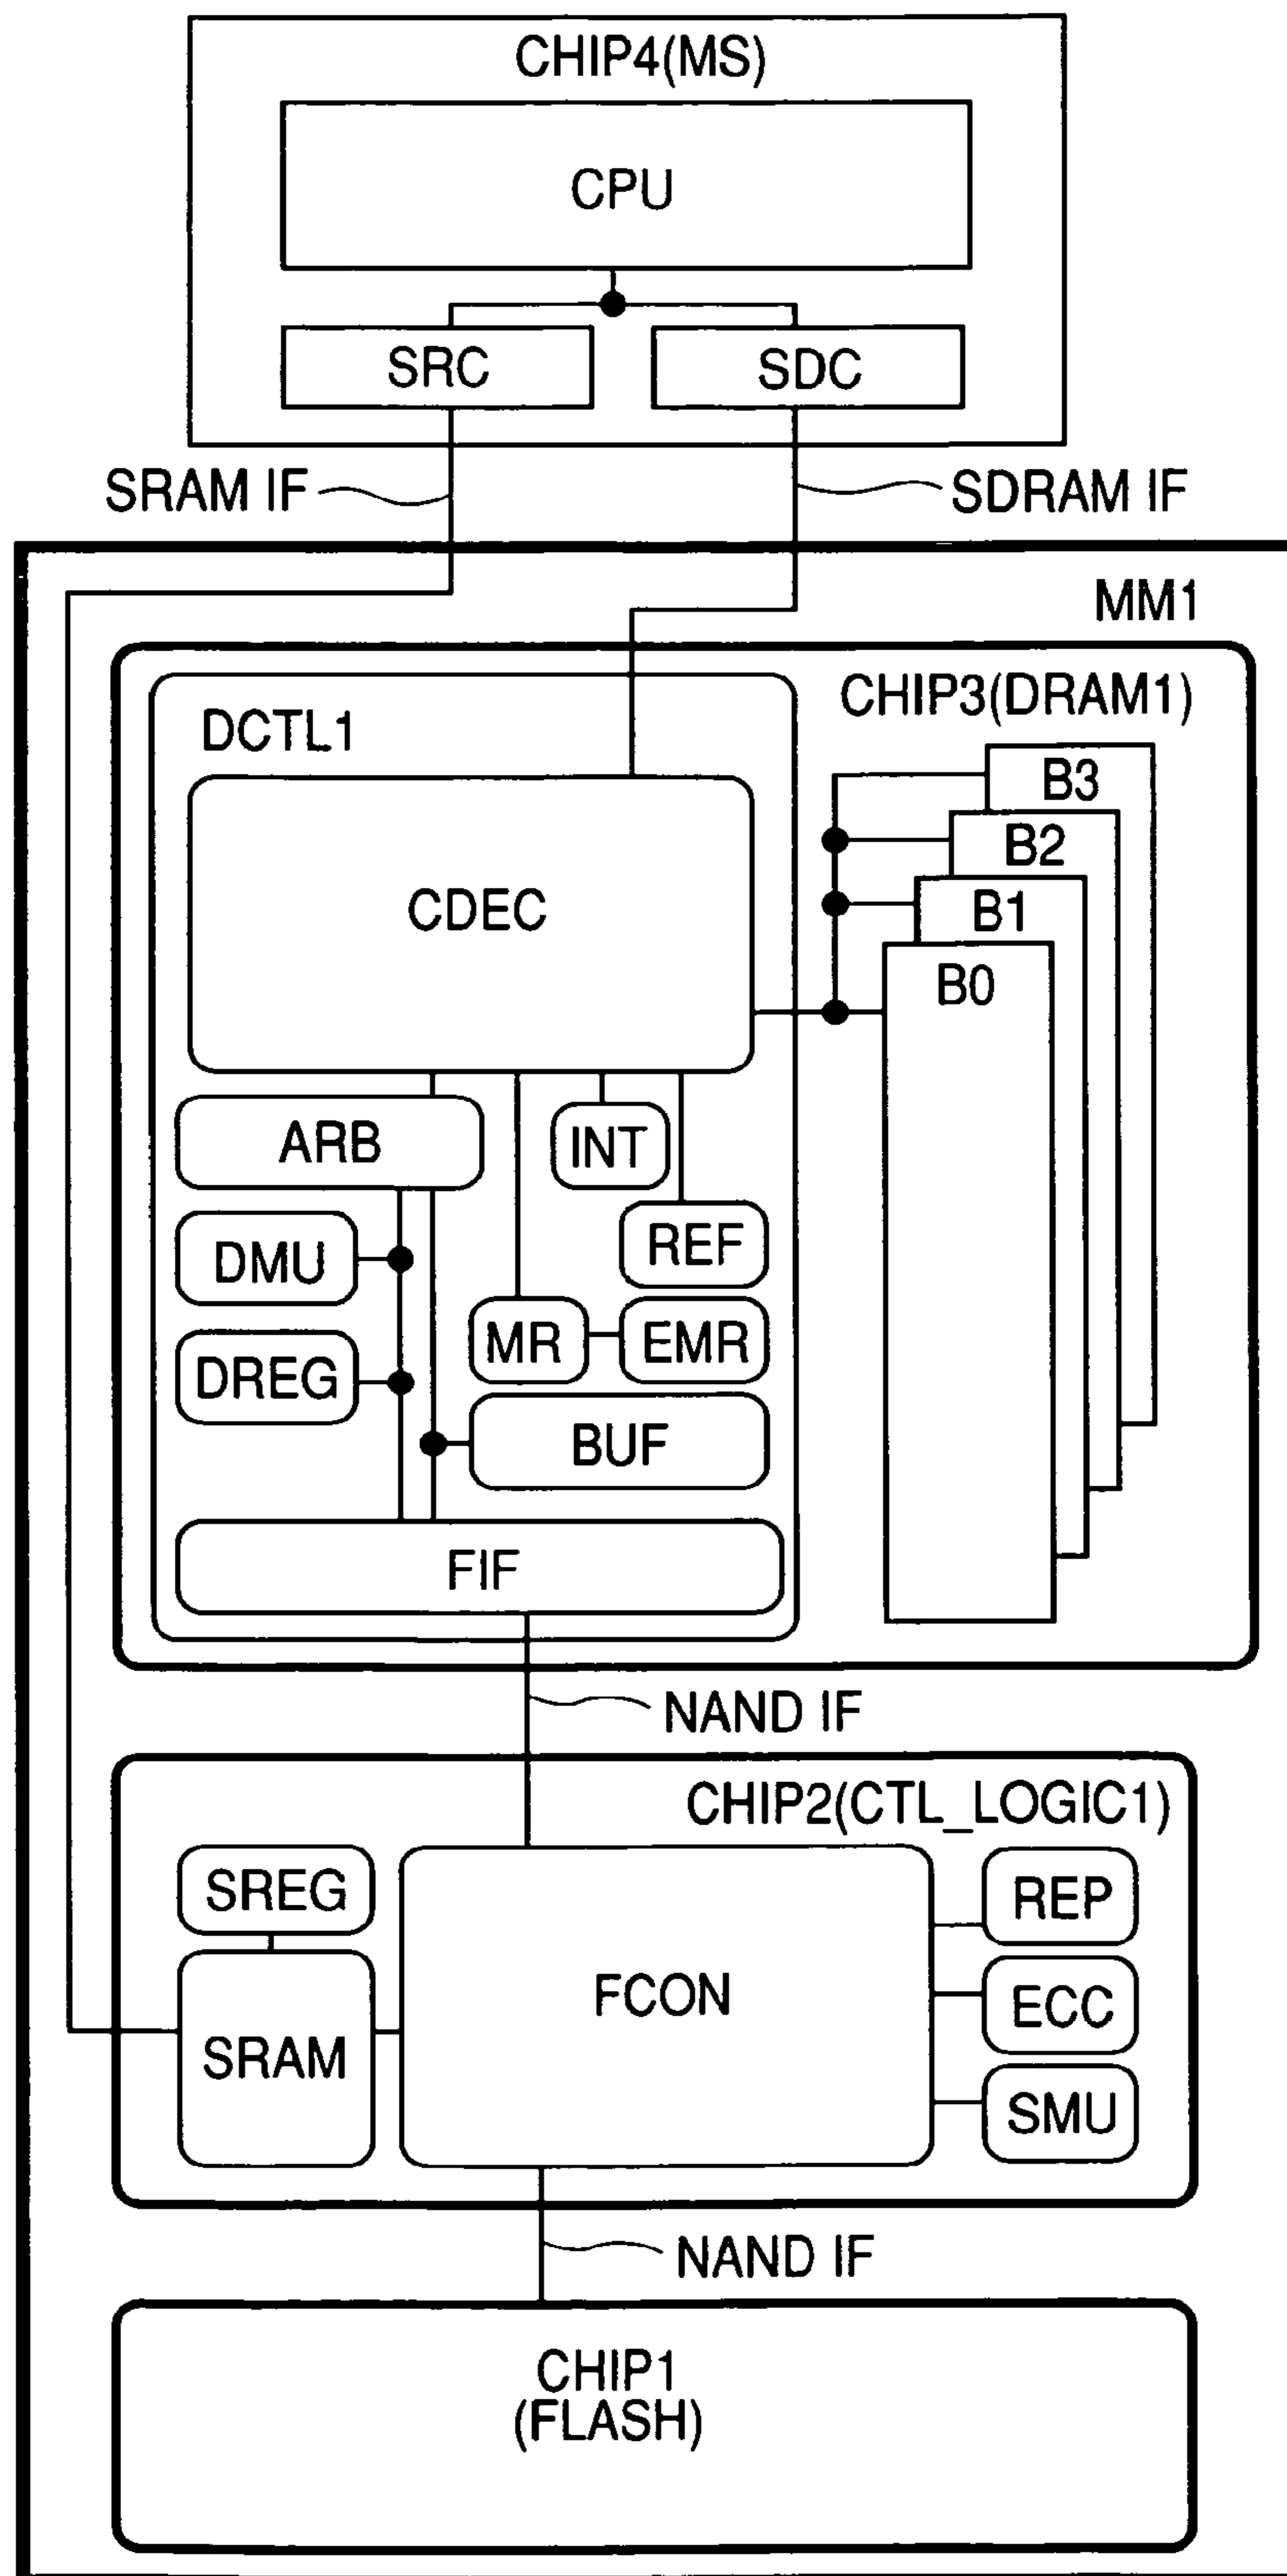 CHIP4(MS)
CPU
SRC
SDC
SRAM IF
SDRAM IF
MM1
CHIP3(DRAM1)
DCTL1
B3
B2
CDEC
B1
B0
ARB
INT
DMU
REF
MR
EMR
DREG
BUF
FIF
NAND IF
CHIP2(CTL_LOGIC1)
SREG
REP
FCON
ECC
SRAM
SMU
NAND IF
CHIP1
(FLASH)